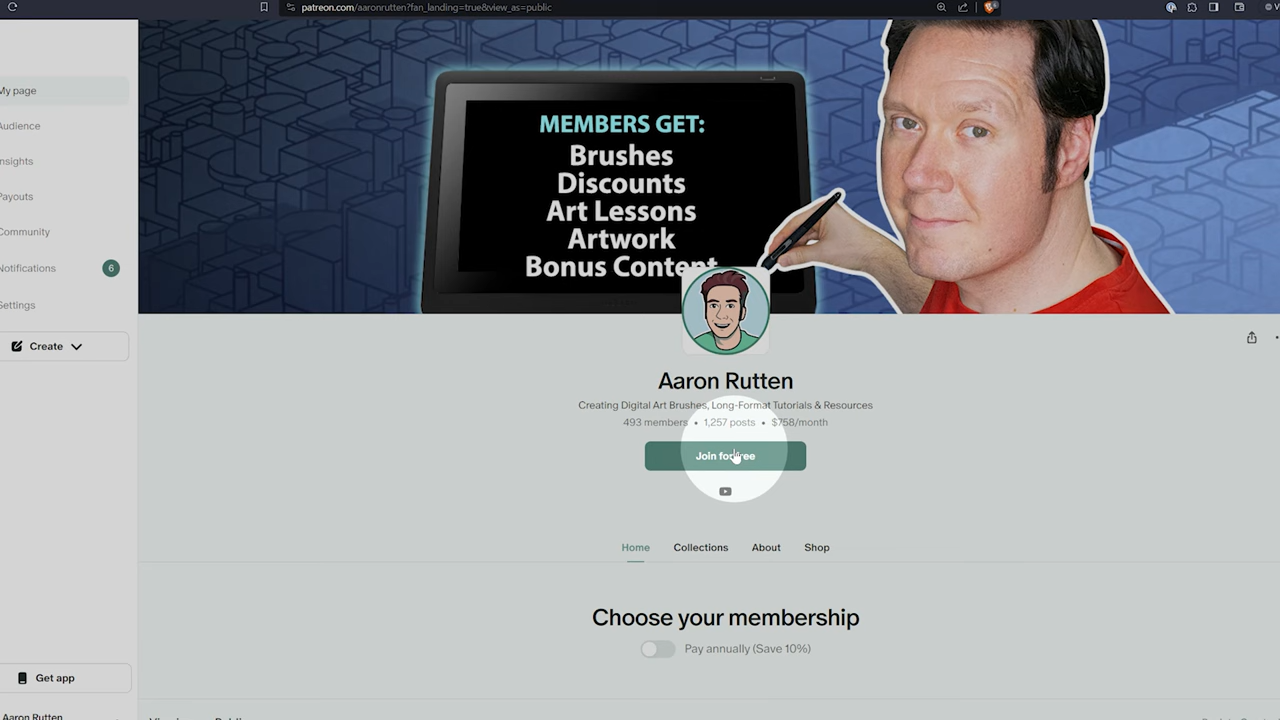 patreon.com/aaronrutten?fan_landing=true&view_as=public
My page
Audience
Insights
Payouts
Community
Notifications
6
Settings
Create
MEMBERS GET:
Brushes
Discounts
Art Lessons
Artwork
Bonus Content
Aaron Rutten
Creating Digital Art Brushes, Long-Format Tutorials & Resources
493 members • 1,257 posts • $758/month
Join for free
Home Collections About Shop
Choose your membership
Pay annually (Save 10%)
Get app
Aaron Rutten